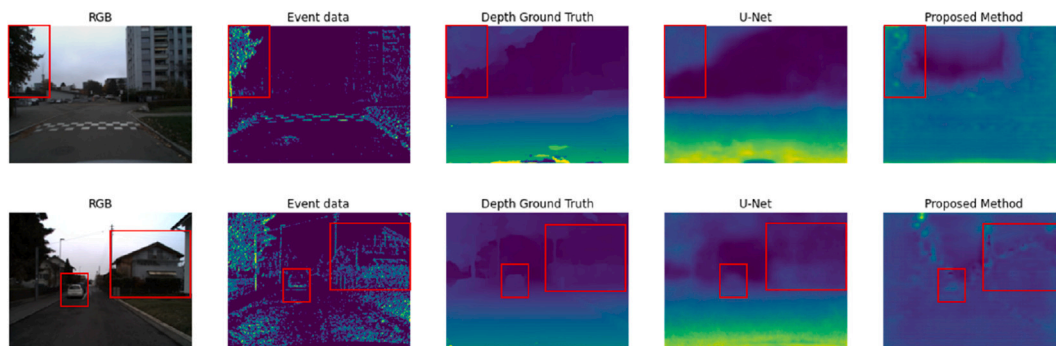 RGB
Event data
Depth Ground Truth
U-Net
Proposed Method
RGB
Event data
Depth Ground Truth
U-Net
Proposed Method